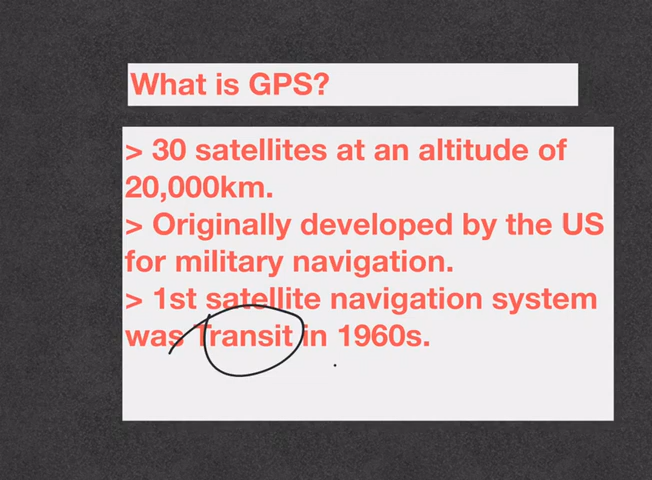 What is GPS?
> 30 satellites at an altitude of
20,000km.
> Originally developed by the US
for military navigation.
> 1st satellite navigation system
was Transit in 1960s.